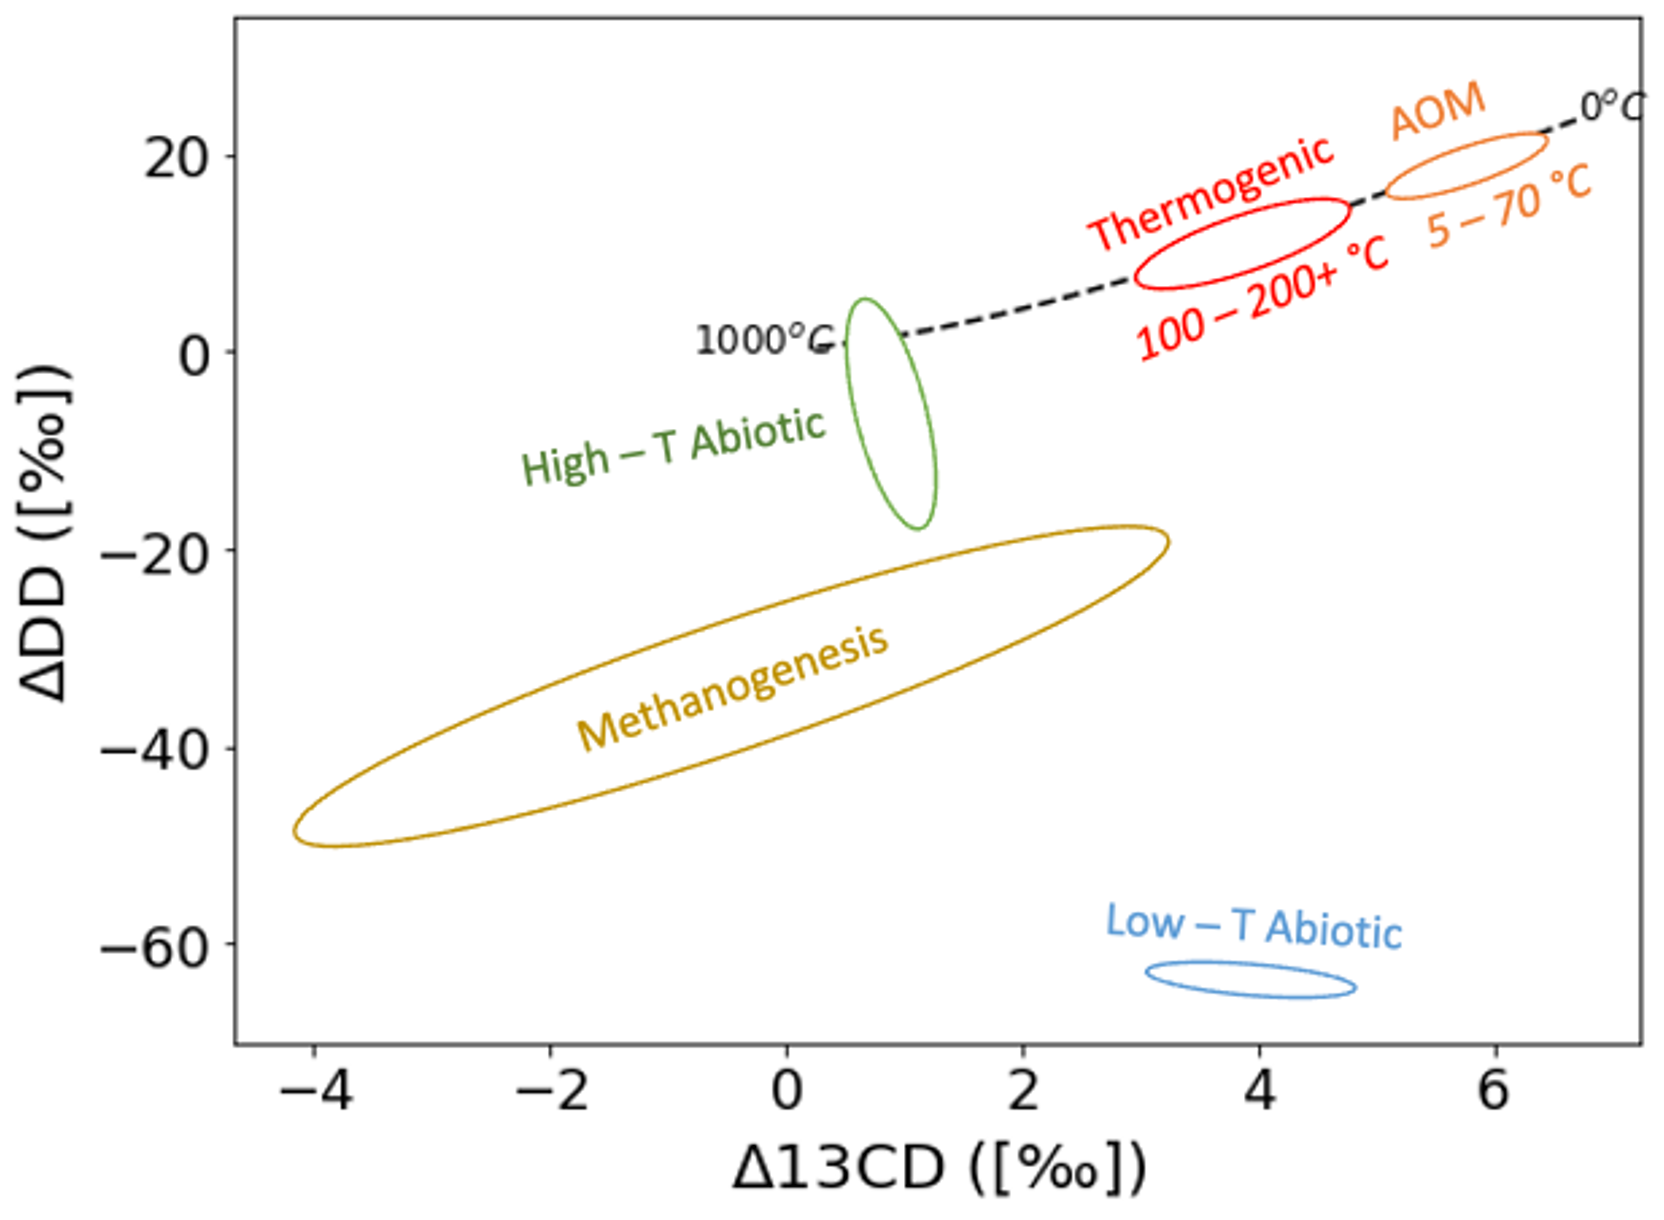 AOM
0°C
20
Thermogenic
5 – 70 °C
100 – 200+ °C
1000°C
0
ΔDD ([‰])
High – T Abiotic
−20
Methanogenesis
−40
Low – T Abiotic
−60
−4
−2
0
2
4
6
Δ13CD ([‰])